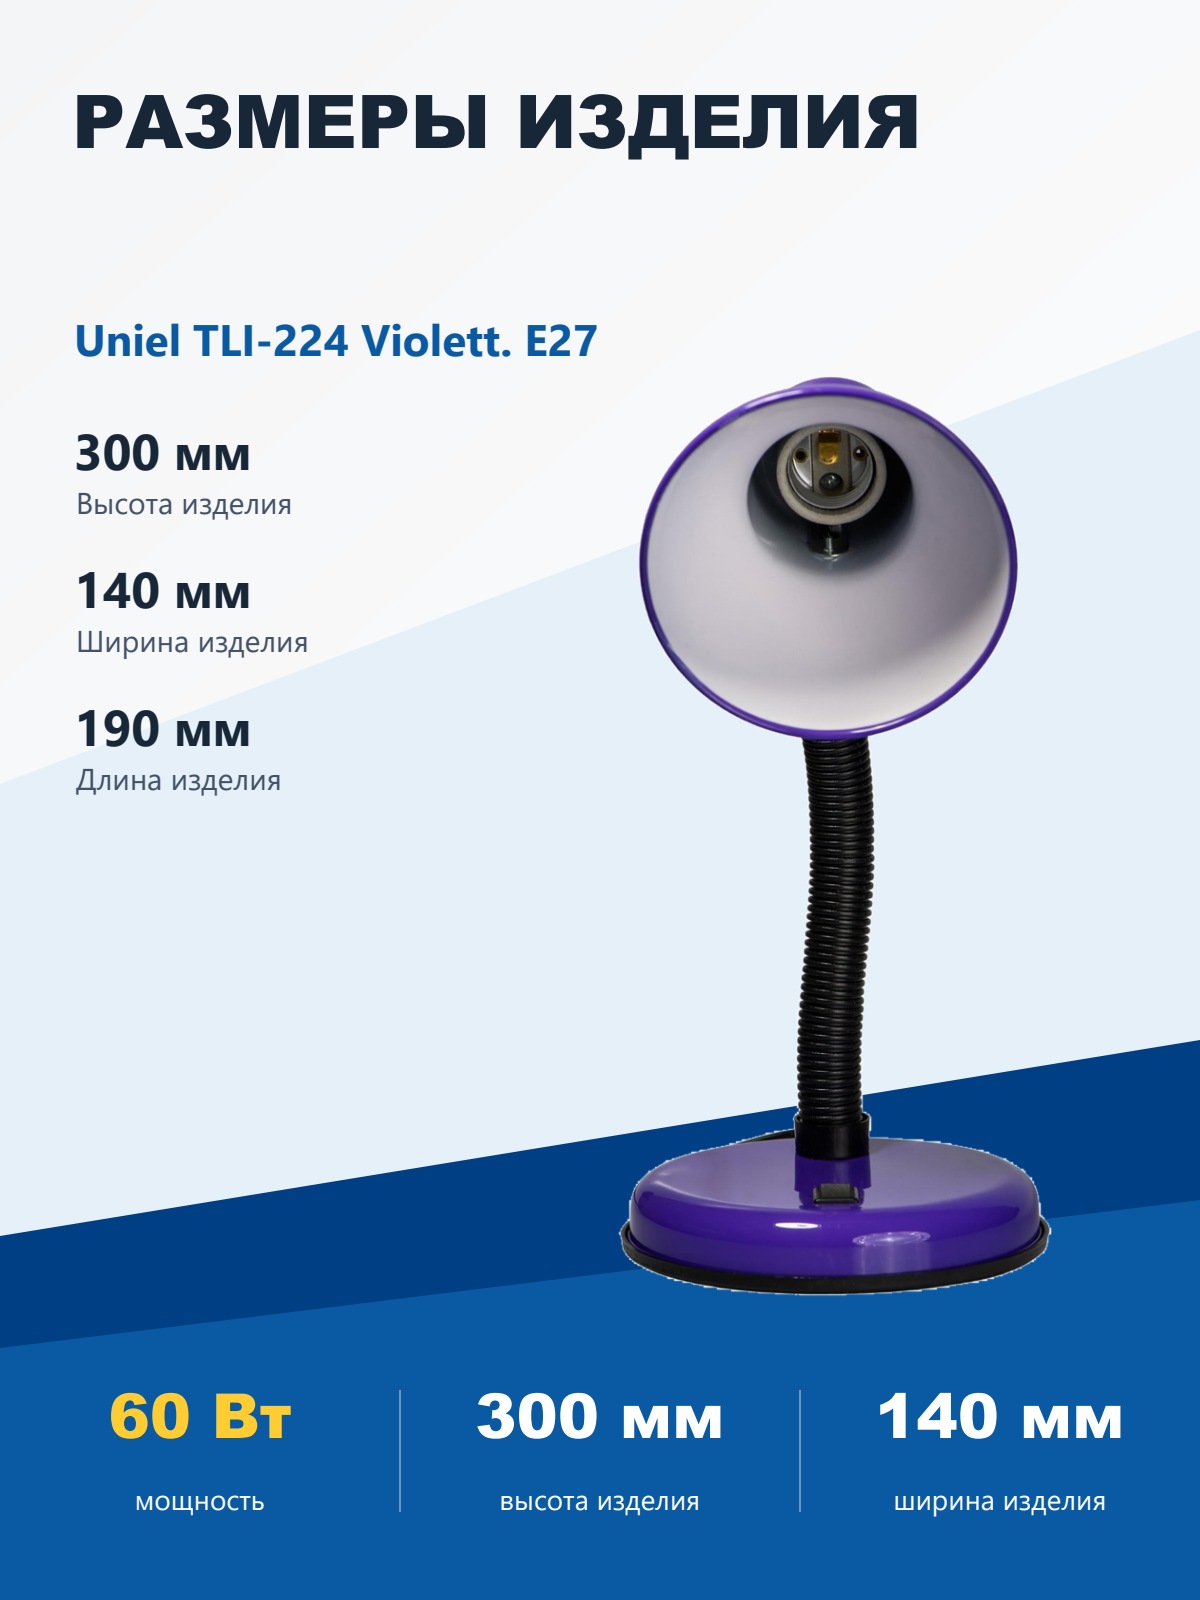 РАЗМЕРЫ ИЗДЕЛИЯ
Uniel TLI-224 Violett. E27
300 мм
Высота изделия
140 мм
Ширина изделия
190 мм
Длина изделия
60 Вт
мощность
300 мм
высота изделия
140 мм
ширина изделия